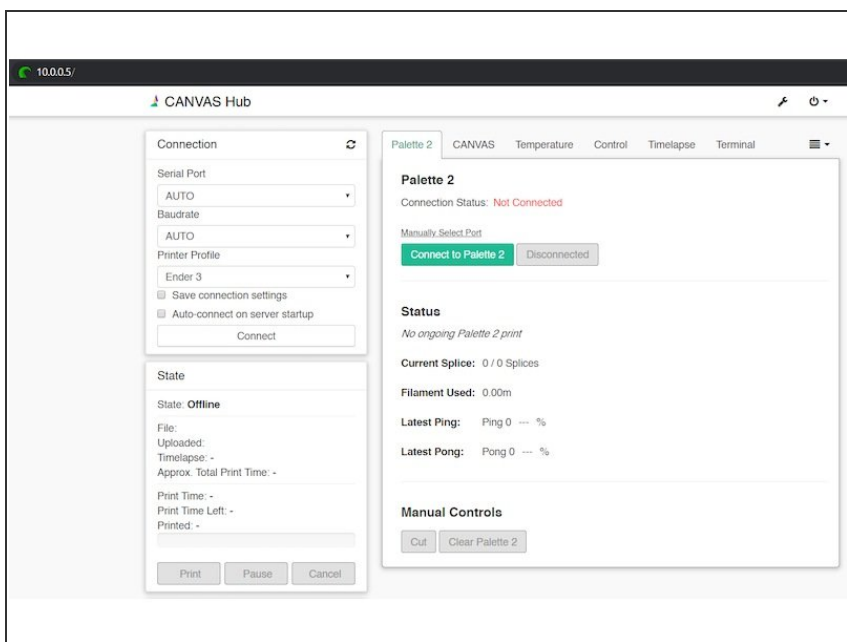 10.0.0.5/
CANVAS Hub
Connection
Serial Port
AUTO
Baudrate
AUTO
Printer Profile
Ender 3
Save connection settings
Auto-connect on server startup
Connect
State
State: Offline
File:
Uploaded:
Timelapse: -
Approx. Total Print Time: -
Print Time: -
Print Time Left: -
Printed: -
Print Pause Cancel
Palette 2 CANVAS Temperature Control Timelapse Terminal
Palette 2
Connection Status: Not Connected
Manually Select Port
Connect to Palette 2 Disconnected
Status
No ongoing Palette 2 print
Current Splice: 0 / 0 Splices
Filament Used: 0.00m
Latest Ping: Ping 0 --- %
Latest Pong: Pong 0 --- %
Manual Controls
Cut Clear Palette 2